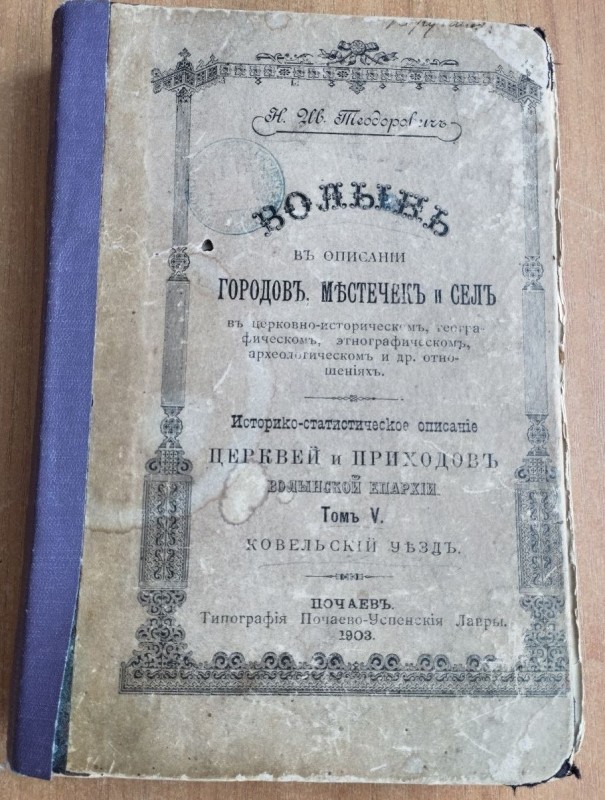 Н. Ив. Теодоровичъ
ВОЛЫНЬ
ВЪ ОПИСАНІИ
ГОРОДОВЪ, МѢСТЕЧЕКЪ и СЕЛЪ
въ церковно-историческомъ, геогра-
фическомъ, этнографическомъ,
археологическомъ и др. отно-
шеніяхъ.
Историко-статистическое описаніе
ЦЕРКВЕЙ и ПРИХОДОВЪ
ВОЛЫНСКОЙ ЕПАРХІИ.
Томъ V.
КОВЕЛЬСКІЙ УѢЗДЪ.
ПОЧАЕВЪ.
Типографія Почаево-Успенскія Лавры.
1903.